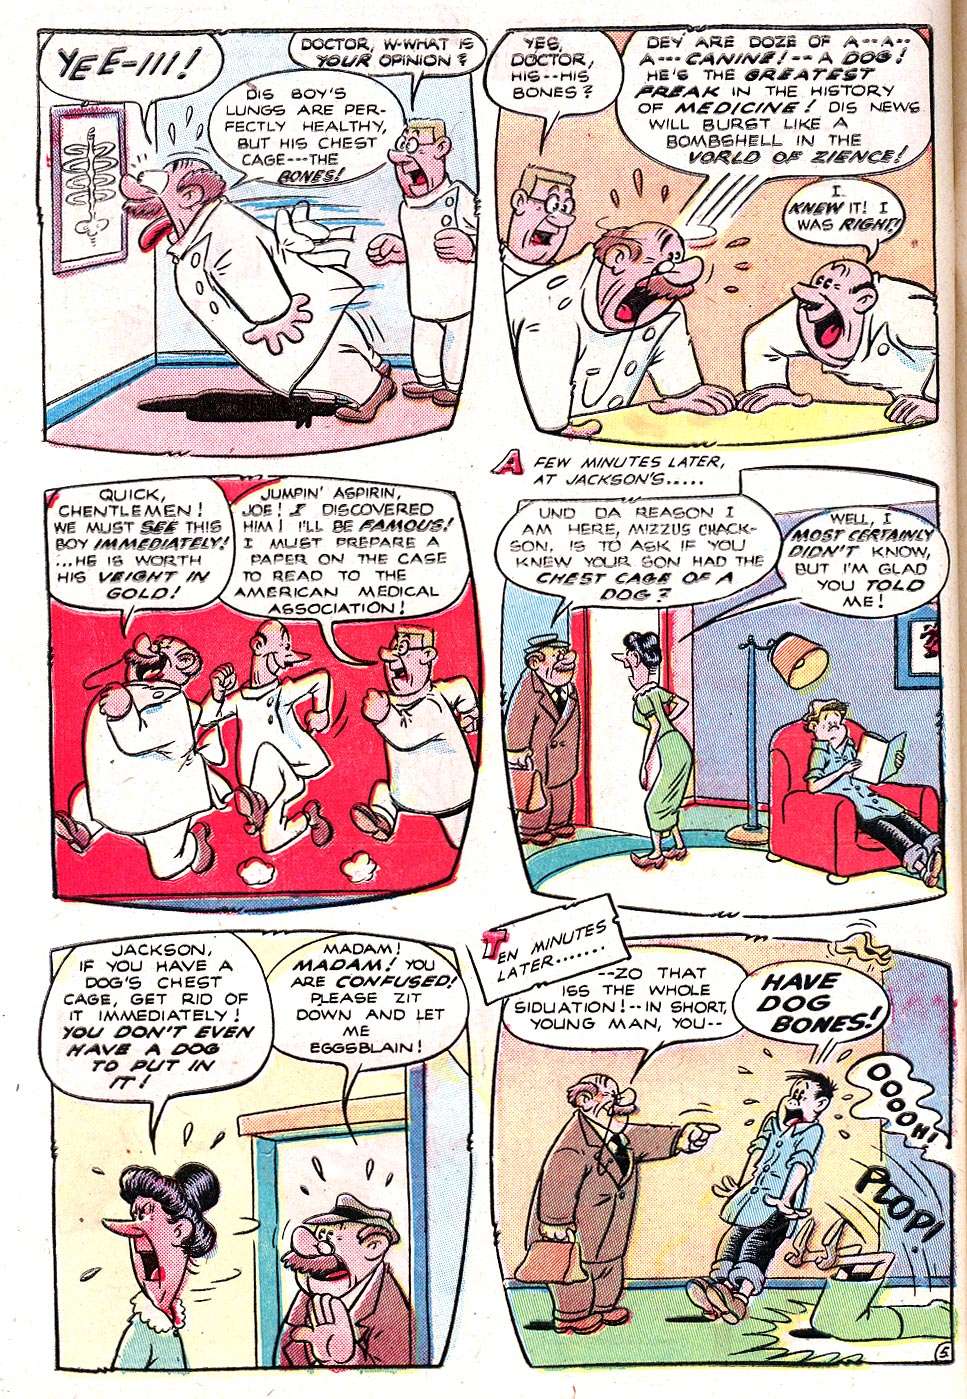 YEE-III!
DIS BOY'S
LUNGS ARE PER-
FECTLY HEALTHY,
BUT HIS CHEST
CAGE---THE
BONES!
DOCTOR, W-WHAT IS
YOUR OPINION?
YES,
DOCTOR,
HIS--HIS
BONES?
DEY ARE DOZE OF A--A--
A---CANINE!--A DOG!
HE'S THE GREATEST
FREAK IN THE HISTORY
OF MEDICINE! DIS NEWS
WILL BURST LIKE A
BOMBSHELL IN THE
VORLD OF ZIENCE!
I
KNEW IT! I
WAS RIGHT!
QUICK,
CHENTLEMEN!
WE MUST SEE THIS
BOY IMMEDIATELY!
...HE IS WORTH
HIS VEIGHT IN
GOLD!
JUMPIN' ASPIRIN,
JOE! I DISCOVERED
HIM! I'LL BE FAMOUS!
I MUST PREPARE A
PAPER ON THE CASE
TO READ TO THE
AMERICAN MEDICAL
ASSOCIATION!
A FEW MINUTES LATER,
AT JACKSON'S.....
UND DA REASON I
AM HERE, MIZZUS CHACK-
SON, IS TO ASK IF YOU
KNEW YOUR SON HAD THE
CHEST CAGE OF A
DOG?
WELL, I
MOST CERTAINLY
DIDN'T KNOW,
BUT I'M GLAD
YOU TOLD
ME!
JACKSON,
IF YOU HAVE A
DOG'S CHEST
CAGE, GET RID OF
IT IMMEDIATELY!
YOU DON'T EVEN
HAVE A DOG
TO PUT IN
IT!
MADAM!
MADAM! YOU
ARE CONFUSED!
PLEASE ZIT
DOWN AND LET
ME
EGGSBLAIN!
TEN MINUTES
LATER.......
--ZO THAT
ISS THE WHOLE
SIDUATION!--IN SHORT,
YOUNG MAN, YOU--
HAVE
DOG
BONES!
OOOOH!
PLOP!
5